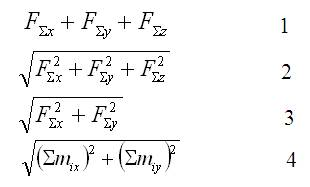 F_{Σx} + F_{Σy} + F_{Σz} 1
√(F_{Σx}^2 + F_{Σy}^2 + F_{Σz}^2) 2
√(F_{Σx}^2 + F_{Σy}^2) 3
√((Σm_{ix})^2 + (Σm_{iy})^2) 4